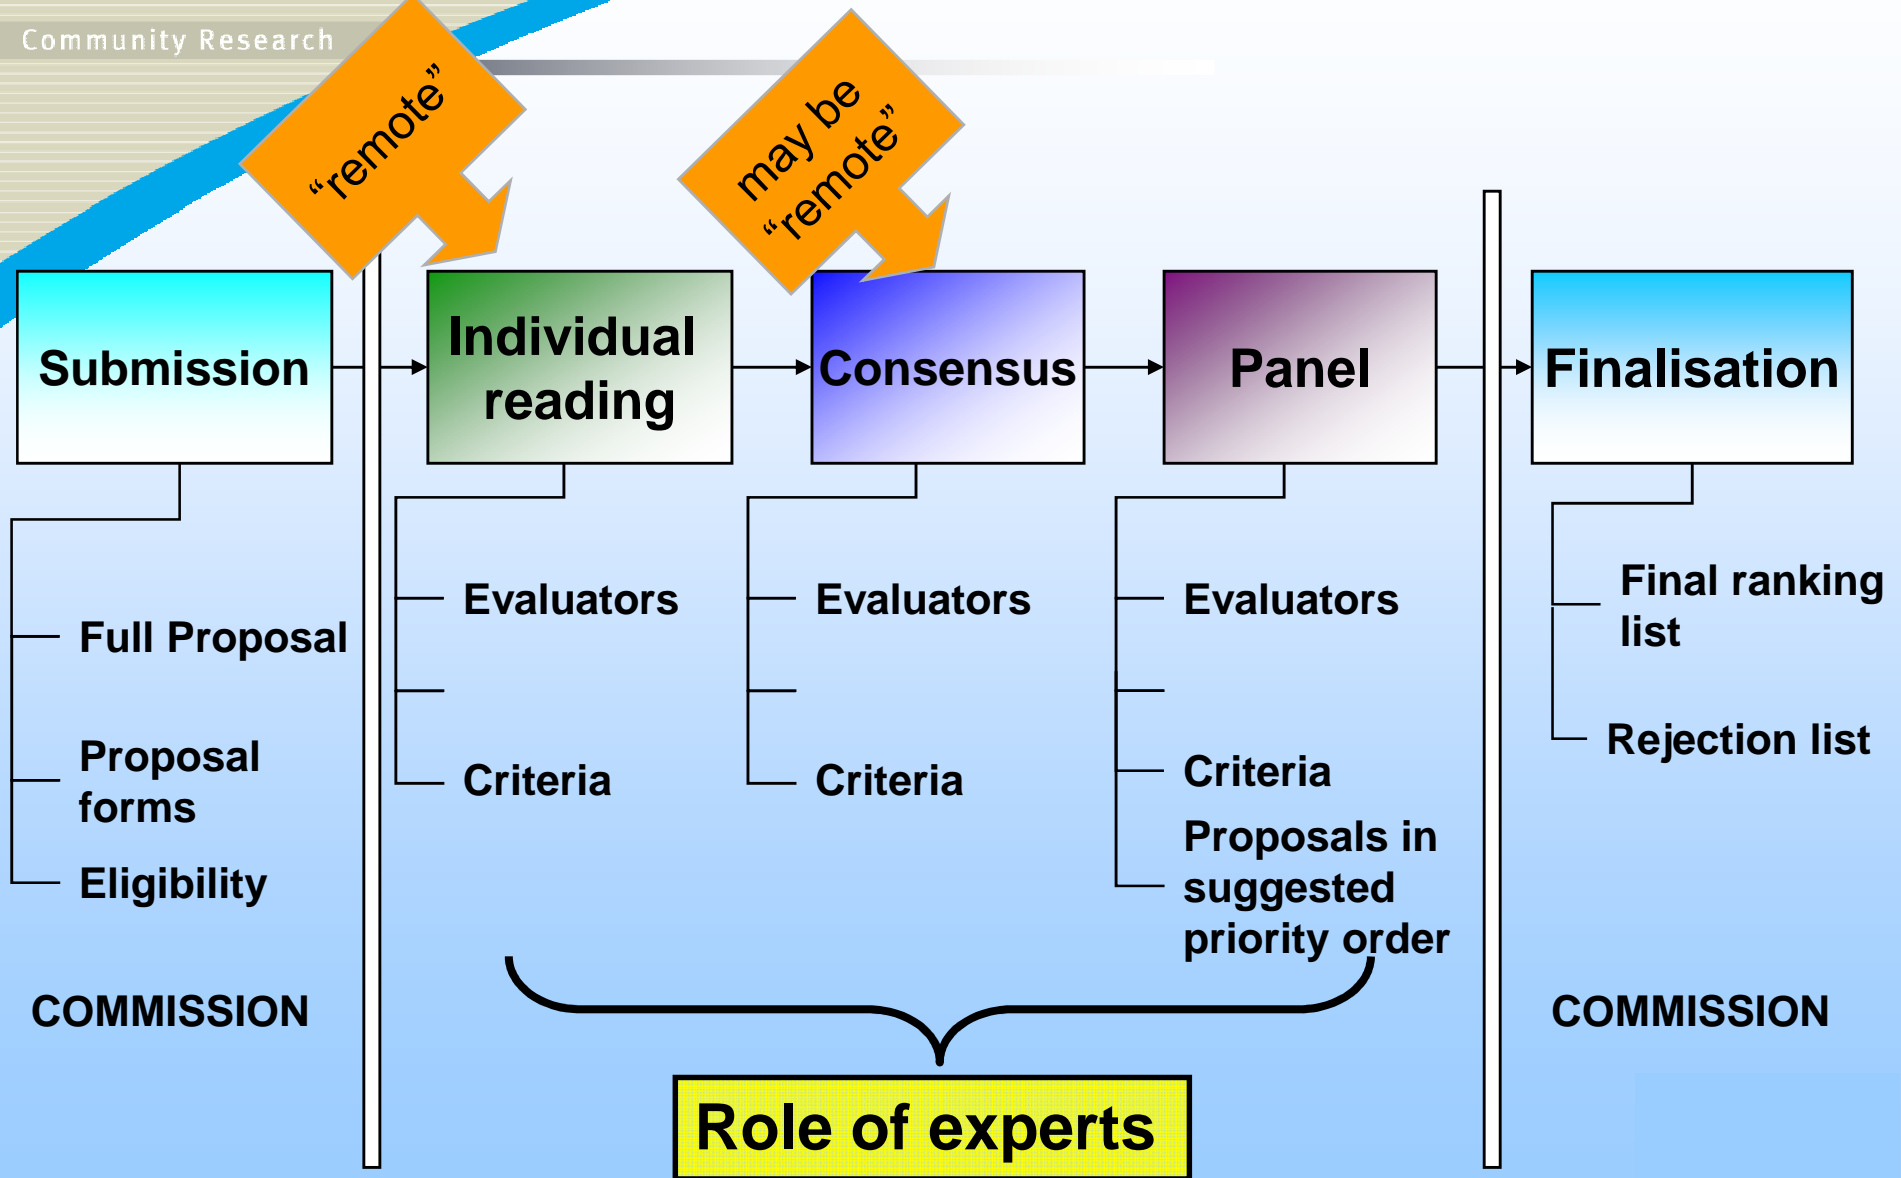 Community Research
“remote”
may be
“remote”
Submission
Individual
reading
Consensus
Panel
Finalisation
Full Proposal
Proposal
forms
Eligibility
Evaluators
Criteria
Evaluators
Criteria
Evaluators
Criteria
Proposals in
suggested
priority order
Final ranking
list
Rejection list
COMMISSION
COMMISSION
Role of experts